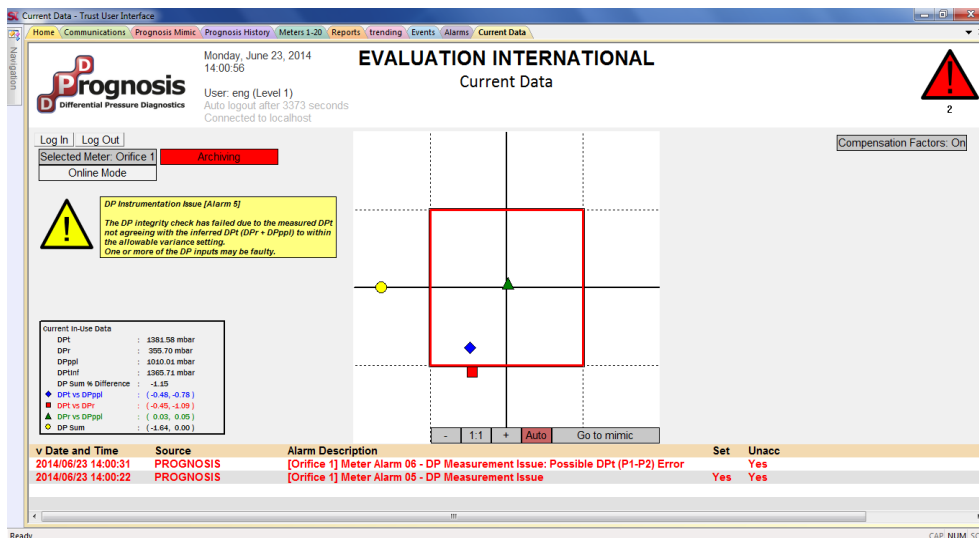 Current Data - Trust User Interface
Home Communications Prognosis Mimic Prognosis History Meters 1-20 Reports trending Events Alarms Current Data
Navigation
D
Prognosis
D
Differential Pressure Diagnostics
Monday, June 23, 2014
14:00:56
User: eng (Level 1)
Auto logout after 3373 seconds
Connected to localhost
EVALUATION INTERNATIONAL
Current Data
!
2
Log In Log Out
Selected Meter: Orifice 1 Archiving
Online Mode
Compensation Factors: On
!
DP Instrumentation Issue [Alarm 5]
The DP integrity check has failed due to the measured DPt
not agreeing with the inferred DPt (DPr + DPppl) to within
the allowable variance setting.
One or more of the DP inputs may be faulty.
Current In-Use Data
DPt : 1381.58 mbar
DPr : 355.70 mbar
DPppl : 1010.01 mbar
DPtinf : 1365.71 mbar
DP Sum % Difference : -1.15
DPt vs DPppl : (-0.48, -0.78 )
DPt vs DPr : (-0.45, -1.09 )
DPr vs DPppl : ( 0.03, 0.05 )
DP Sum : (-1.64, 0.00 )
- 1:1 + Auto Go to mimic
v Date and Time Source Alarm Description Set Unacc
2014/06/23 14:00:31 PROGNOSIS [Orifice 1] Meter Alarm 06 - DP Measurement Issue: Possible DPt (P1-P2) Error Yes
2014/06/23 14:00:22 PROGNOSIS [Orifice 1] Meter Alarm 05 - DP Measurement Issue Yes Yes
Ready CAP NUM SC